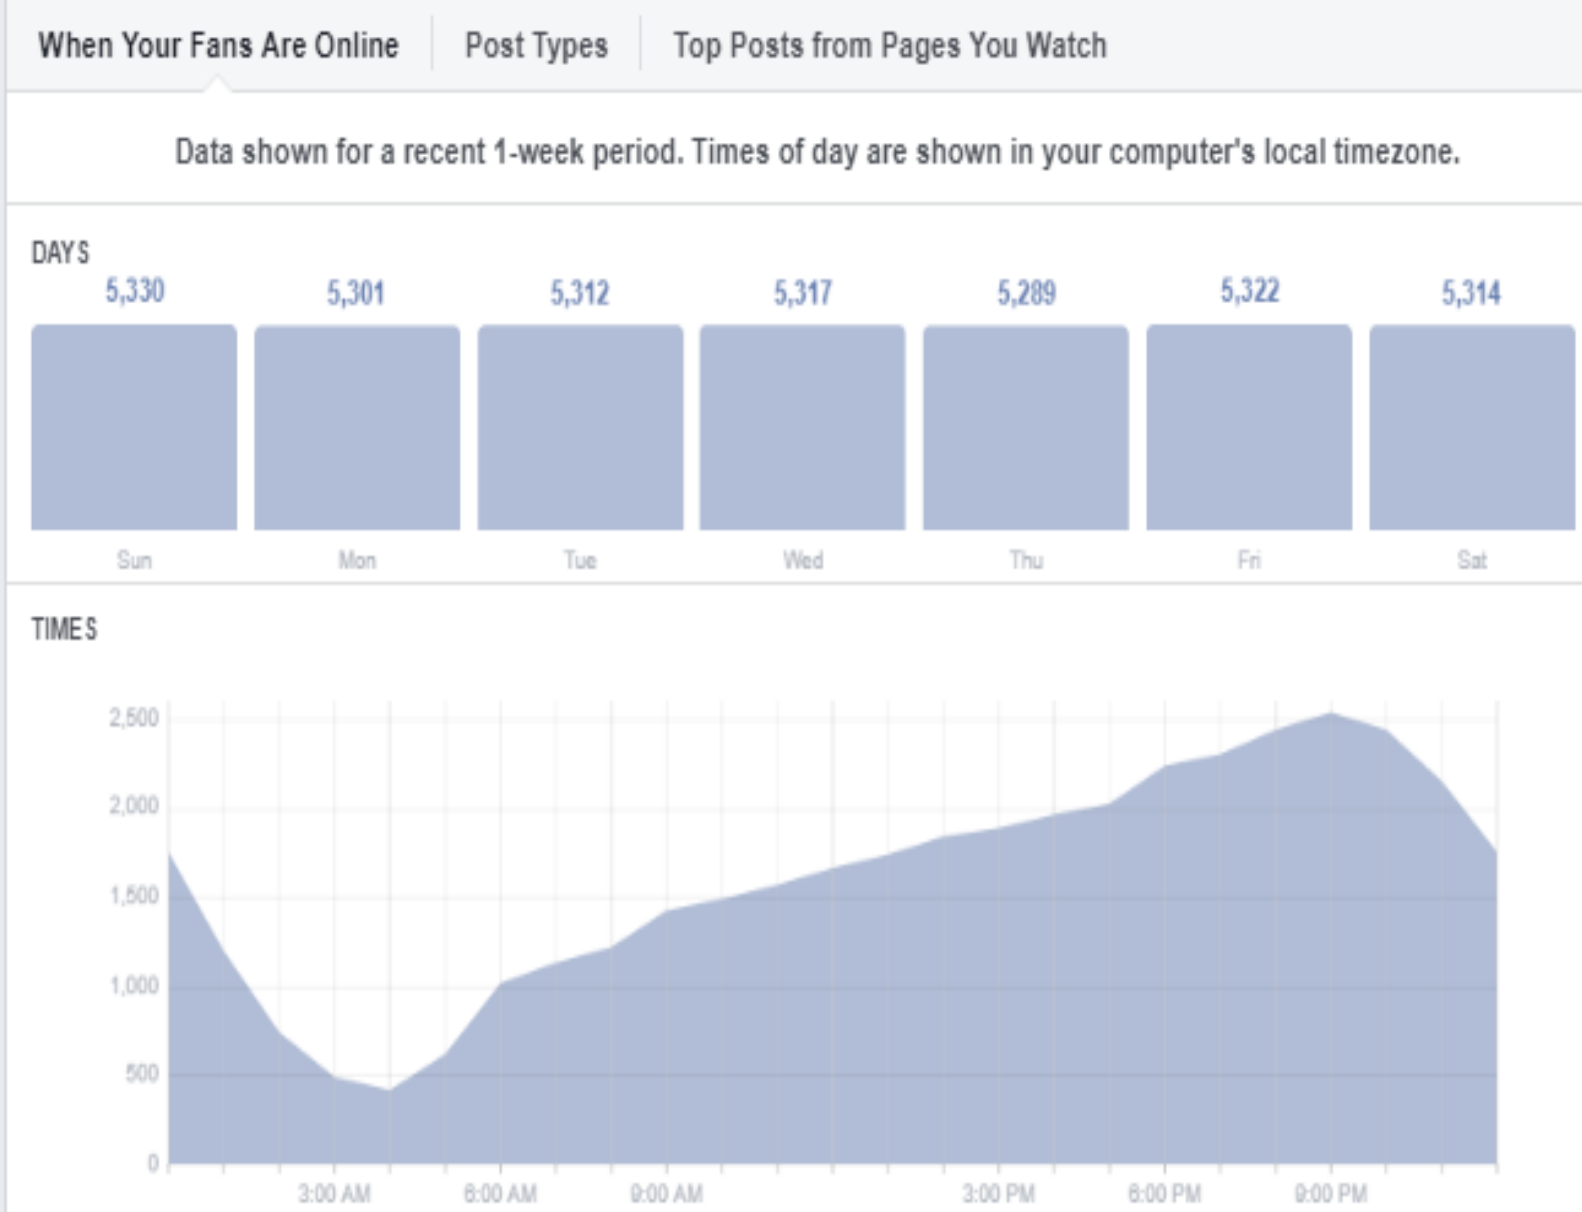 When Your Fans Are Online Post Types Top Posts from Pages You Watch
Data shown for a recent 1-week period. Times of day are shown in your computer's local timezone.
DAYS
5,330 5,301 5,312 5,317 5,289 5,322 5,314
Sun Mon Tue Wed Thu Fri Sat
TIMES
2,500
2,000
1,500
1,000
500
0
3:00 AM 6:00 AM 9:00 AM 3:00 PM 6:00 PM 9:00 PM